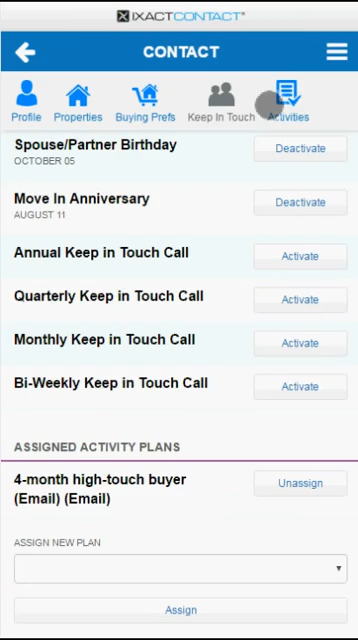 IXACTCONTACT
CONTACT
Profile Properties Buying Prefs Keep In Touch Activities
Spouse/Partner Birthday
Deactivate
OCTOBER 05
Move In Anniversary
Deactivate
AUGUST 11
Annual Keep in Touch Call
Activate
Quarterly Keep in Touch Call
Activate
Monthly Keep in Touch Call
Activate
Bi-Weekly Keep in Touch Call
Activate
ASSIGNED ACTIVITY PLANS
4-month high-touch buyer
(Email) (Email)
Unassign
ASSIGN NEW PLAN
Assign